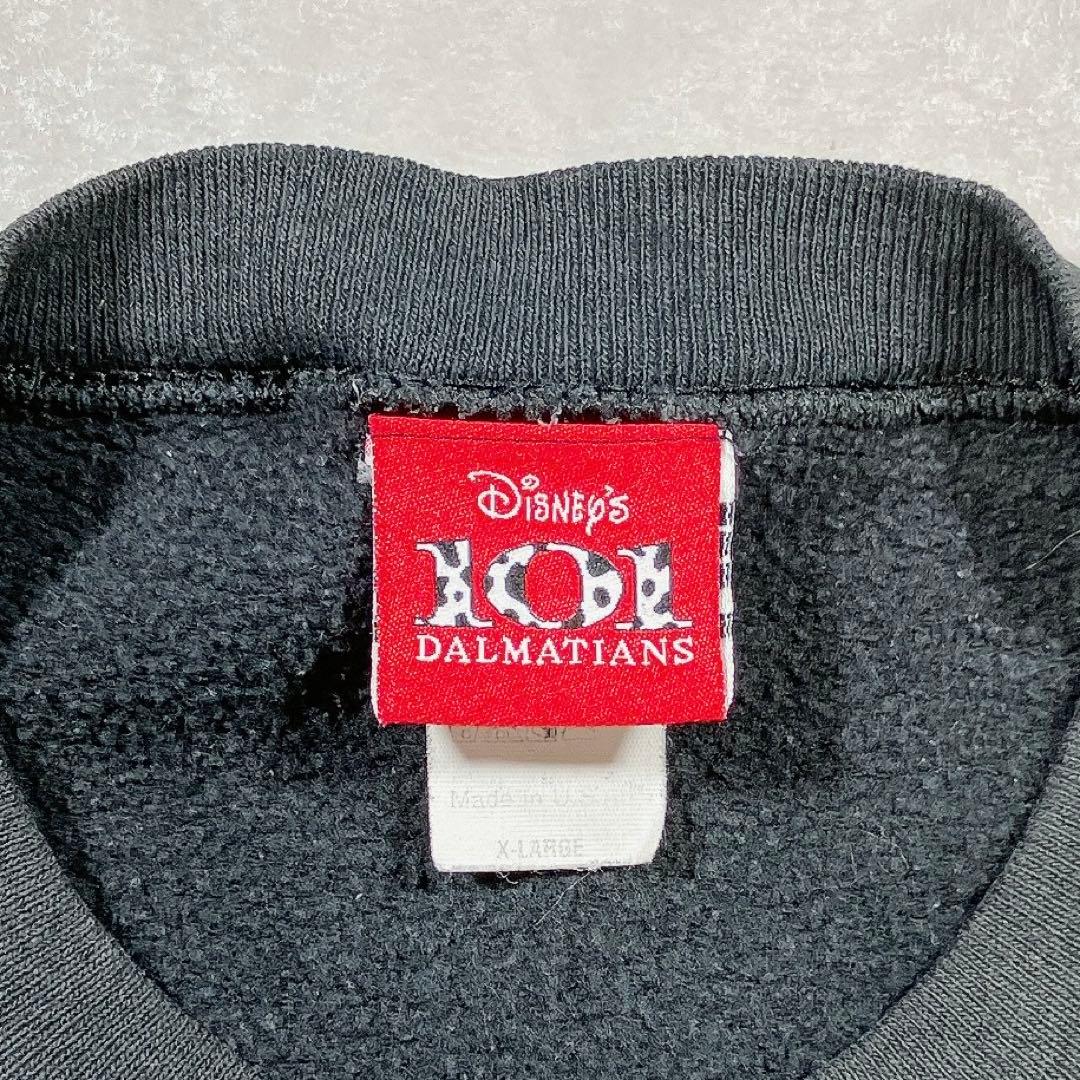 Disney's
101
DALMATIANS
Made in U.S.A.
X-LARGE